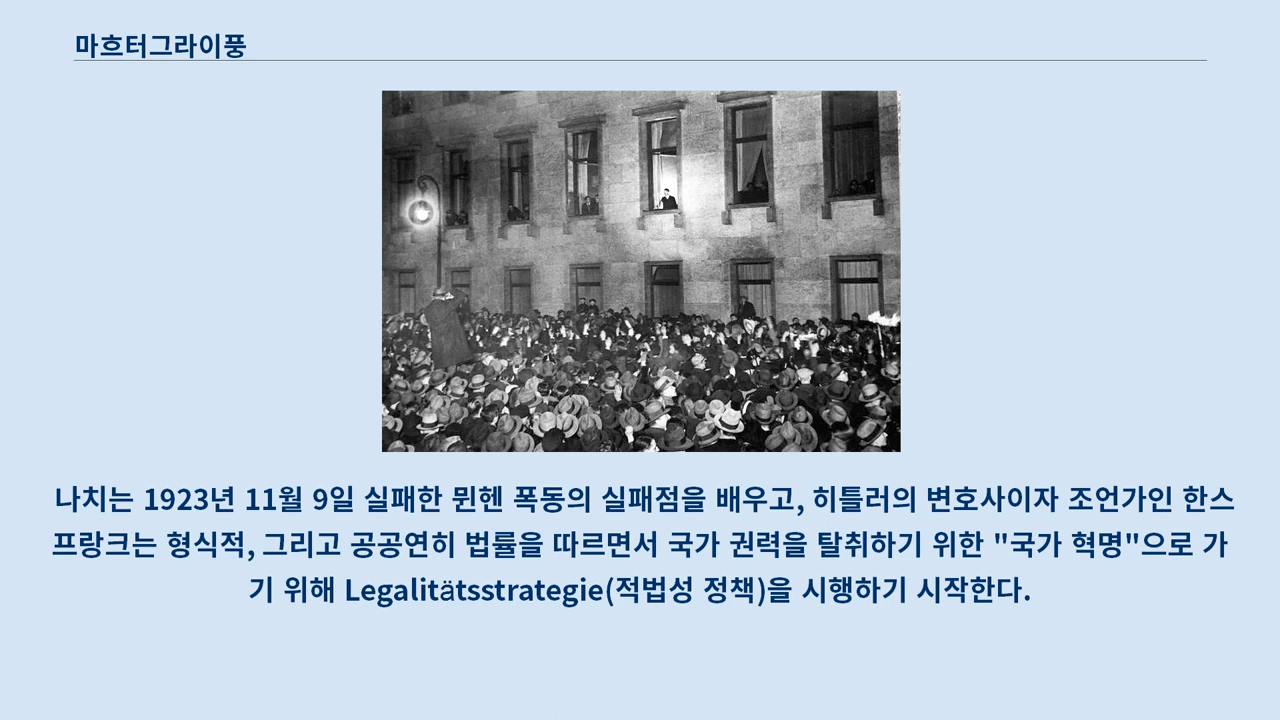 마흐터그라이풍
나치는 1923년 11월 9일 실패한 뮌헨 폭동의 실패점을 배우고, 히틀러의 변호사이자 조언가인 한스
프랑크는 형식적, 그리고 공공연히 법률을 따르면서 국가 권력을 탈취하기 위한 "국가 혁명"으로 가
기 위해 Legalitätsstrategie(적법성 정책)을 시행하기 시작한다.